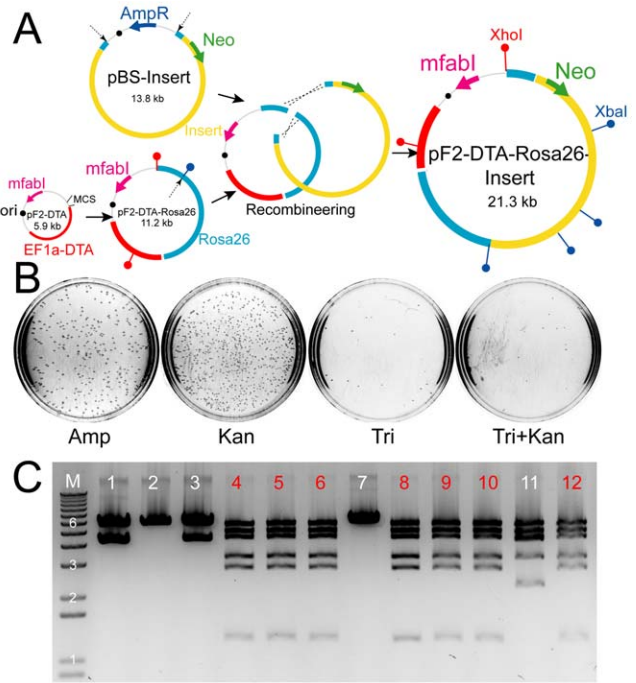 A
AmpR
Neo
pBS-Insert
13.8 kb
mfabI
MCS
ori
pF2-DTA
5.9 kb
EF1a-DTA
mfabI
pF2-DTA-Rosa26
11.2 kb
Rosa26
mfabI
Insert
Recombineering
XhoI
mfabI
Neo
XbaI
pF2-DTA-Rosa26-
Insert
21.3 kb
B
Amp Kan Tri Tri+Kan
C
M 1 2 3 4 5 6 7 8 9 10 11 12
6
3
2
1